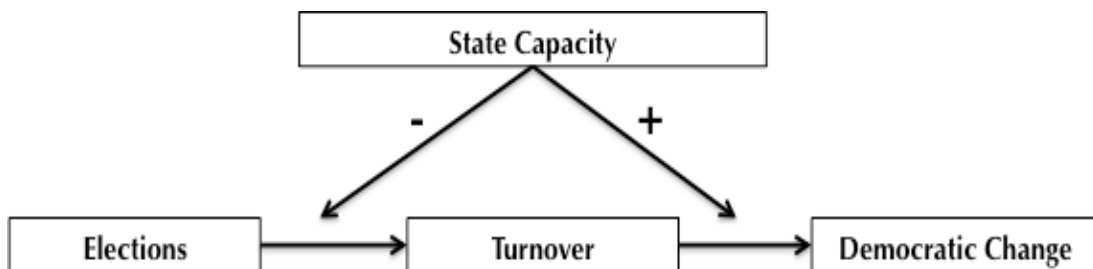 State Capacity
-
+
Elections
Turnover
Democratic Change